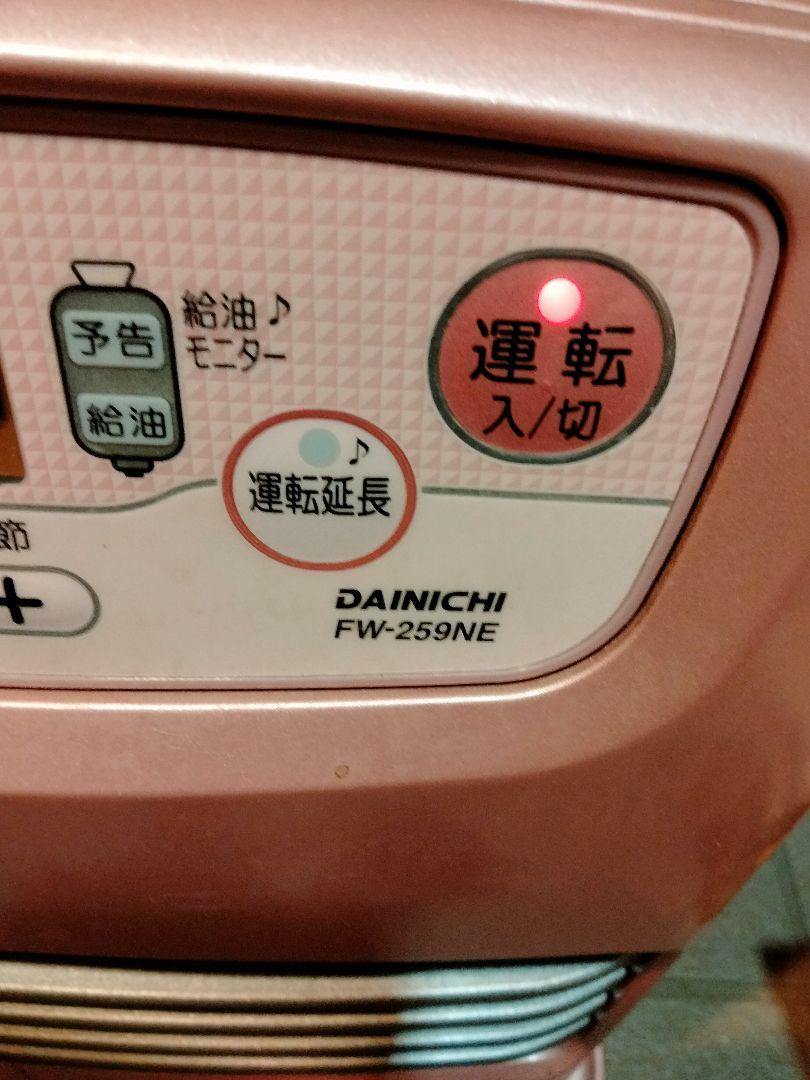 予告
給油
給油♪
モニター
運転
入/切
♪
運転延長
節
+
DAINICHI
FW-259NE